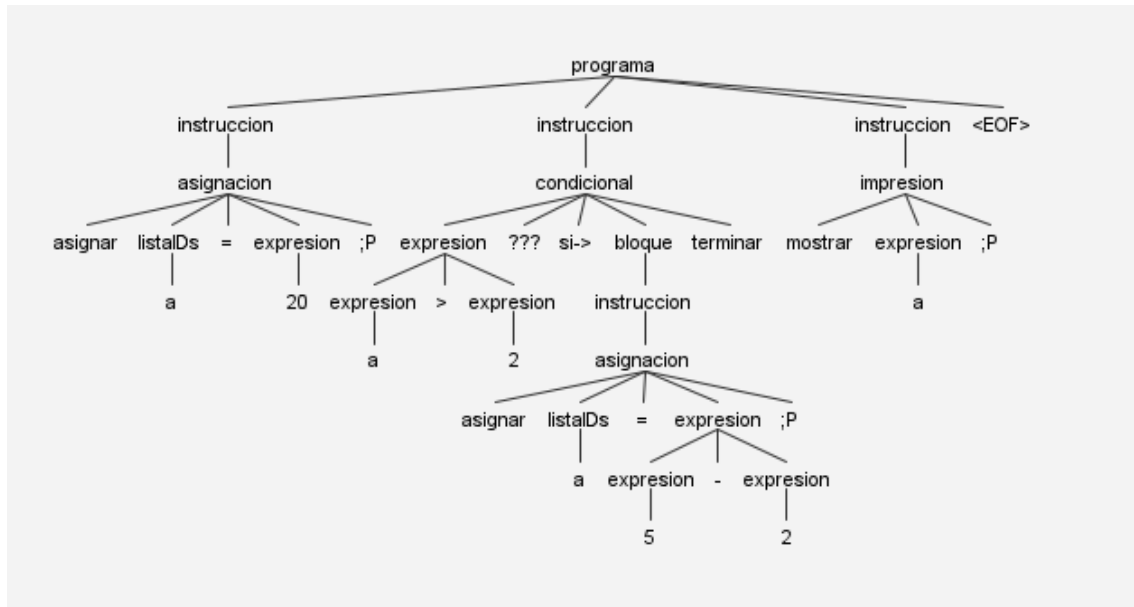 programa
instruccion instruccion instruccion <EOF>
asignacion condicional impresion
asignar listaIDs = expresion ;P expresion ??? si-> bloque terminar mostrar expresion ;P
a 20 expresion > expresion instruccion a
a 2 asignacion
asignar listaIDs = expresion ;P
a expresion - expresion
5 2